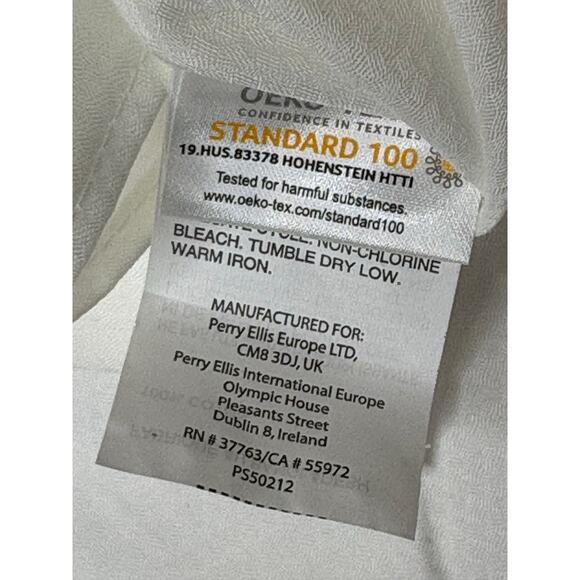 CONFIDENCE IN TEXTILES
STANDARD 100
19.HUS.83378 HOHENSTEIN HTTI
Tested for harmful substances.
www.oeko-tex.com/standard100
NON-CHLORINE
BLEACH. TUMBLE DRY LOW.
WARM IRON.
MANUFACTURED FOR:
Perry Ellis Europe LTD,
CM8 3DJ, UK
Perry Ellis International Europe
Olympic House
Pleasants Street
Dublin 8, Ireland
RN # 37763/CA # 55972
PS50212